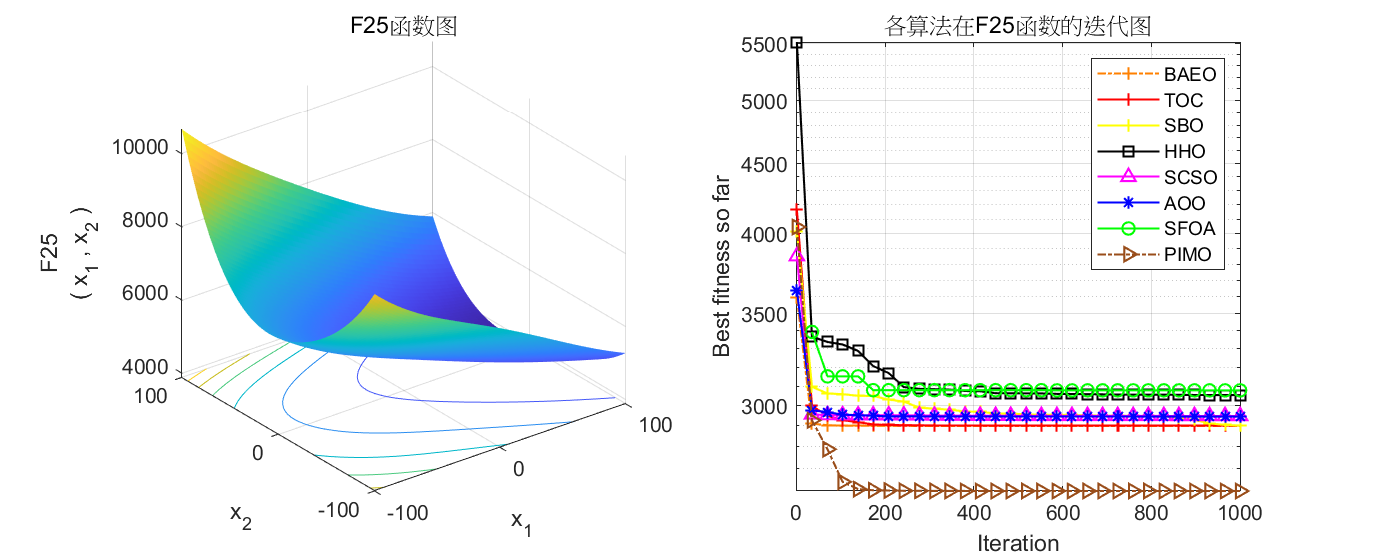 F25函数图
10000
8000
6000
4000
F25
( x1 , x2 )
100
0
-100
x2
-100
0
100
x1
各算法在F25函数的迭代图
5500
5000
4500
4000
3500
3000
Best fitness so far
0
200
400
600
800
1000
Iteration
BAEO
TOC
SBO
HHO
SCSO
AOO
SFOA
PIMO